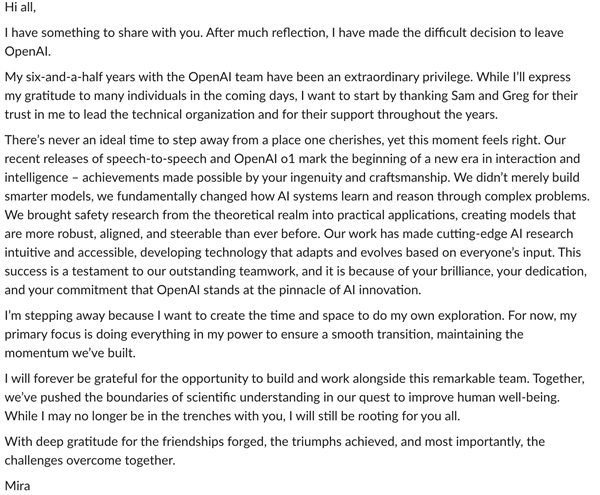 Hi all,
I have something to share with you. After much reflection, I have made the difficult decision to leave
OpenAI.
My six-and-a-half years with the OpenAI team have been an extraordinary privilege. While I'll express
my gratitude to many individuals in the coming days, I want to start by thanking Sam and Greg for their
trust in me to lead the technical organization and for their support throughout the years.
There's never an ideal time to step away from a place one cherishes, yet this moment feels right. Our
recent releases of speech-to-speech and OpenAI o1 mark the beginning of a new era in interaction and
intelligence – achievements made possible by your ingenuity and craftsmanship. We didn't merely build
smarter models, we fundamentally changed how AI systems learn and reason through complex problems.
We brought safety research from the theoretical realm into practical applications, creating models that
are more robust, aligned, and steerable than ever before. Our work has made cutting-edge AI research
intuitive and accessible, developing technology that adapts and evolves based on everyone's input. This
success is a testament to our outstanding teamwork, and it is because of your brilliance, your dedication,
and your commitment that OpenAI stands at the pinnacle of AI innovation.
I'm stepping away because I want to create the time and space to do my own exploration. For now, my
primary focus is doing everything in my power to ensure a smooth transition, maintaining the
momentum we've built.
I will forever be grateful for the opportunity to build and work alongside this remarkable team. Together,
we've pushed the boundaries of scientific understanding in our quest to improve human well-being.
While I may no longer be in the trenches with you, I will still be rooting for you all.
With deep gratitude for the friendships forged, the triumphs achieved, and most importantly, the
challenges overcome together.
Mira